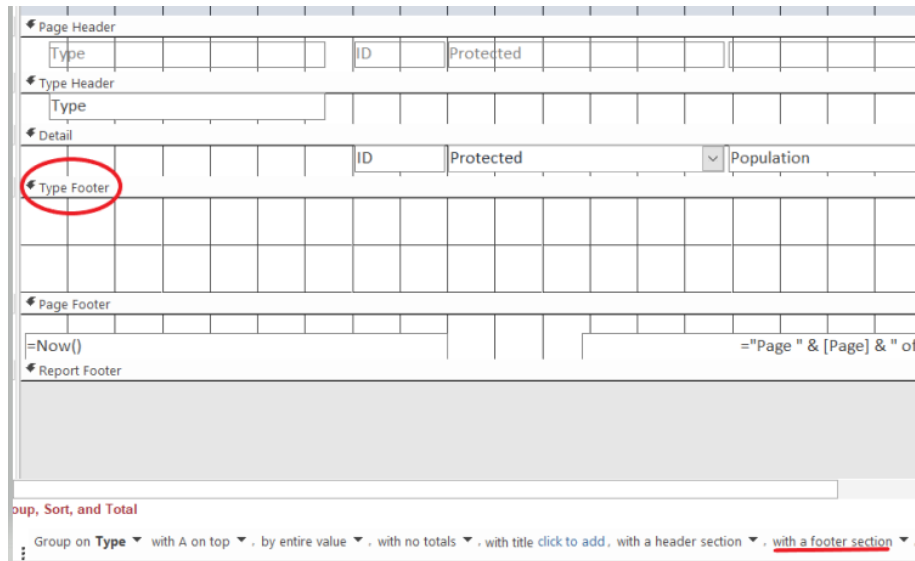 Page Header
Type ID Protected
Type Header
Type
Detail
ID Protected Population
Type Footer
Page Footer
=Now() ="Page " & [Page] & " of
Report Footer
oup, Sort, and Total
Group on Type with A on top , by entire value , with no totals , with title click to add , with a header section , with a footer section ,